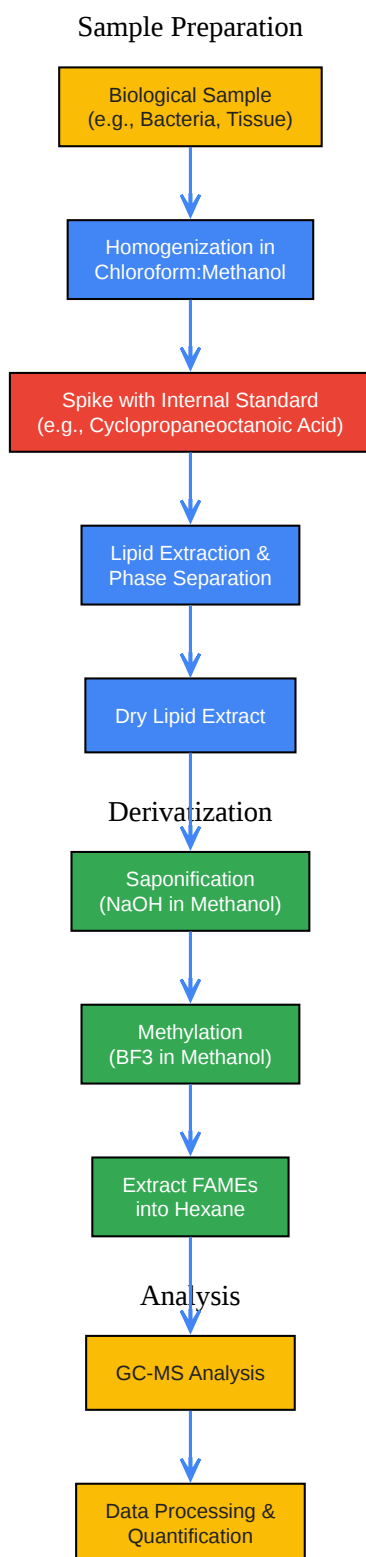 Sample Preparation
Biological Sample
(e.g., Bacteria, Tissue)
Homogenization in
Chloroform:Methanol
Spike with Internal Standard
(e.g., Cyclopropaneoctanoic Acid)
Lipid Extraction &
Phase Separation
Dry Lipid Extract
Derivatization
Saponification
(NaOH in Methanol)
Methylation
(BF3 in Methanol)
Extract FAMEs
into Hexane
Analysis
GC-MS Analysis
Data Processing &
Quantification